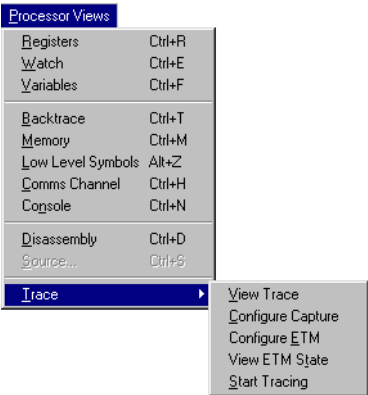 Processor Views
Registers Ctrl+R
Watch Ctrl+E
Variables Ctrl+F
Backtrace Ctrl+T
Memory Ctrl+M
Low Level Symbols Alt+Z
Comms Channel Ctrl+H
Console Ctrl+N
Disassembly Ctrl+D
Source... Ctrl+S
Trace
View Trace
Configure Capture
Configure ETM
View ETM State
Start Tracing